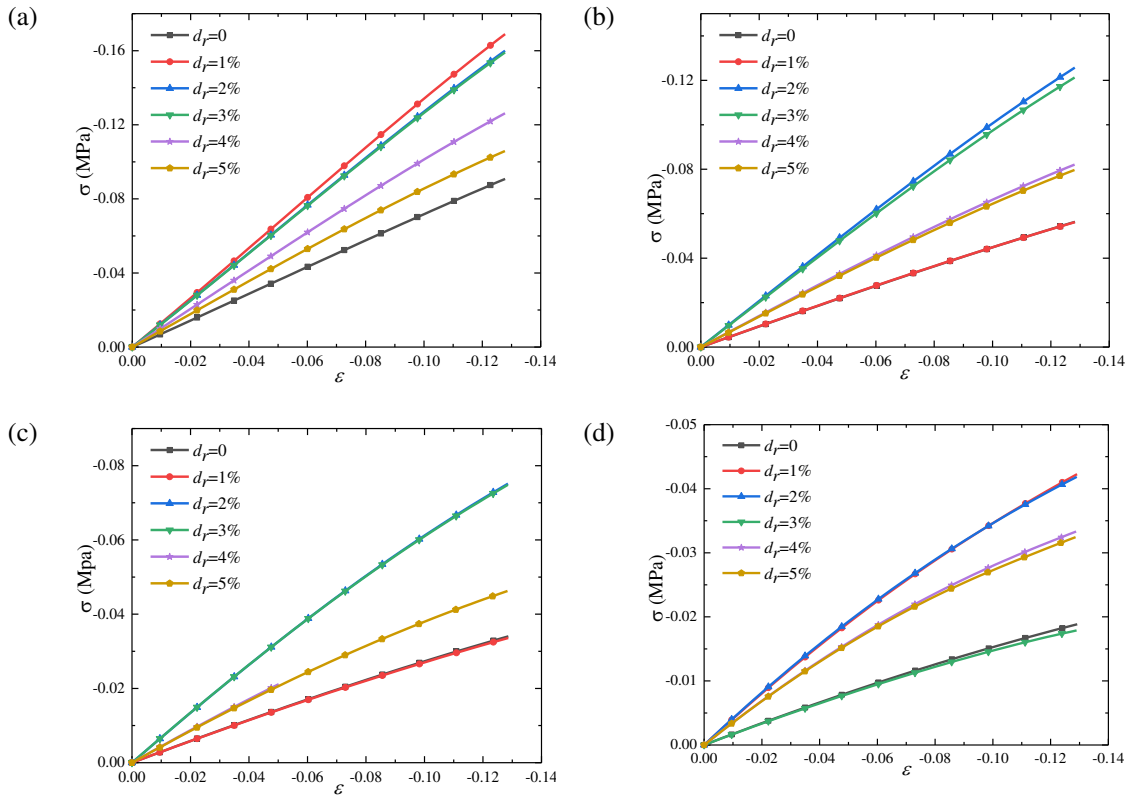 (a)
-0.16
-0.12
-0.08
-0.04
0.00
σ (MPa)
d_r=0
d_r=1%
d_r=2%
d_r=3%
d_r=4%
d_r=5%
0.00 -0.02 -0.04 -0.06 -0.08 -0.10 -0.12 -0.14
ε
(b)
-0.12
-0.08
-0.04
0.00
σ (MPa)
d_r=0
d_r=1%
d_r=2%
d_r=3%
d_r=4%
d_r=5%
0.00 -0.02 -0.04 -0.06 -0.08 -0.10 -0.12 -0.14
ε
(c)
-0.08
-0.06
-0.04
-0.02
0.00
σ (Mpa)
d_r=0
d_r=1%
d_r=2%
d_r=3%
d_r=4%
d_r=5%
0.00 -0.02 -0.04 -0.06 -0.08 -0.10 -0.12 -0.14
ε
(d)
-0.05
-0.04
-0.03
-0.02
-0.01
0.00
σ (MPa)
d_r=0
d_r=1%
d_r=2%
d_r=3%
d_r=4%
d_r=5%
0.00 -0.02 -0.04 -0.06 -0.08 -0.10 -0.12 -0.14
ε